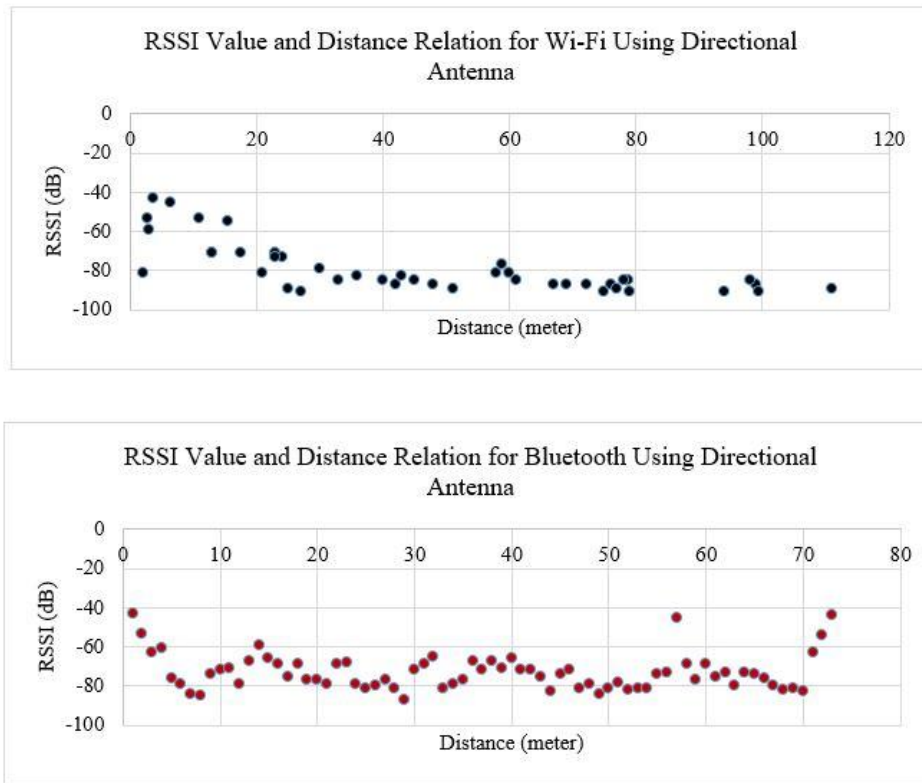 RSSI Value and Distance Relation for Wi-Fi Using Directional
Antenna
0
0 20 40 60 80 100 120
-20
-40
-60
-80
-100
RSSI (dB)
Distance (meter)
RSSI Value and Distance Relation for Bluetooth Using Directional
Antenna
0
0 10 20 30 40 50 60 70 80
-20
-40
-60
-80
-100
RSSI (dB)
Distance (meter)